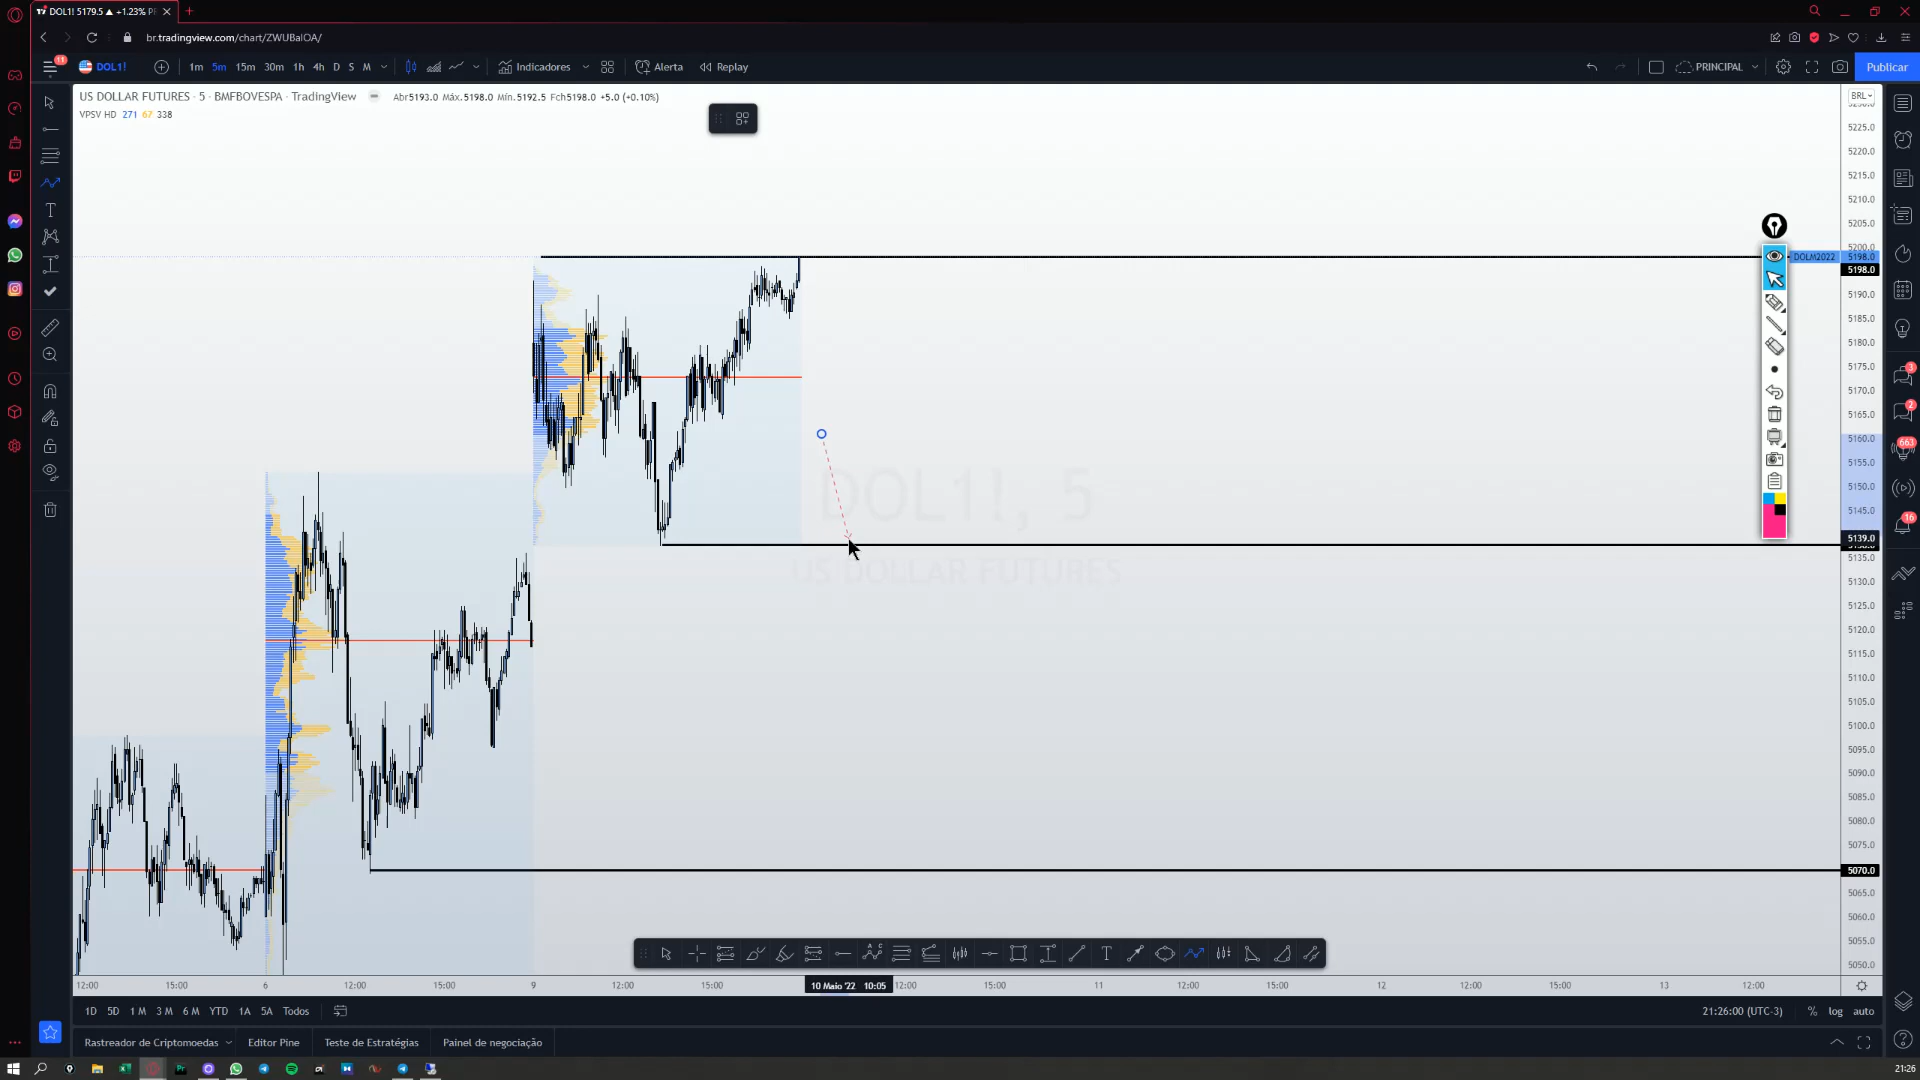 DOL1! 5179.5 ▲ +1.23% P
br.tradingview.com/chart/ZWUBaIOA/
11
DOL1!
1m 5m 15m 30m 1h 4h D S M
Indicadores
Alerta
Replay
PRINCIPAL
Publicar
US DOLLAR FUTURES · 5 · BMFBOVESPA · TradingView
Abr5193.0 Máx.5198.0 Mín.5192.5 Fch5198.0 +5.0 (+0.10%)
VPSV HD 271 67 338
BRL
5225.0
5220.0
5215.0
5210.0
5205.0
5200.0
DOLM2022 5198.0
5198.0
5190.0
5185.0
5180.0
5175.0
5170.0
5165.0
5160.0
5155.0
5150.0
5145.0
5139.0
5135.0
5130.0
5125.0
5120.0
5115.0
5110.0
5105.0
5100.0
5095.0
5090.0
5085.0
5080.0
5075.0
5070.0
5065.0
5060.0
5055.0
5050.0
3
2
663
16
DOL1!, 5
US DOLLAR FUTURES
12:00 15:00 6 12:00 15:00 9 12:00 15:00 10 Maio '22 10:05 12:00 15:00 11 12:00 15:00 12 12:00 15:00 13 12:00
1D 5D 1 M 3 M 6 M YTD 1A 5A Todos
21:26:00 (UTC-3) % log auto
Rastreador de Criptomoedas Editor Pine Teste de Estratégias Painel de negociação
21:26